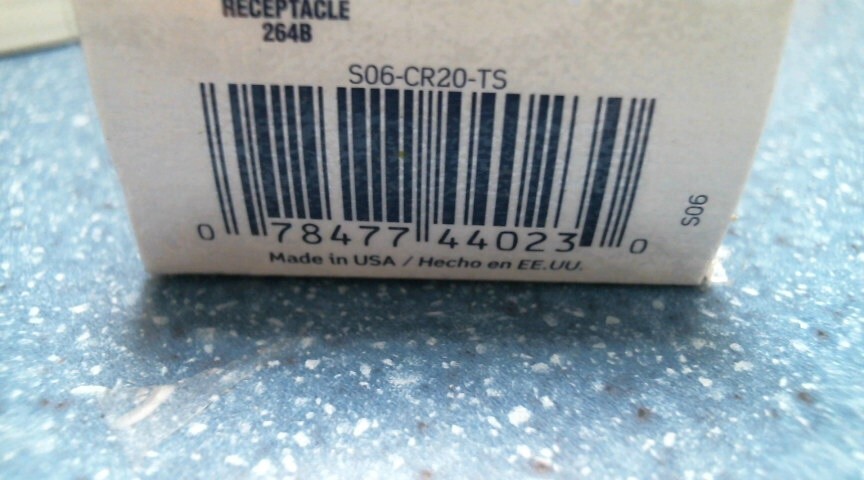 RECEPTACLE
264B
S06-CR20-TS
0 78477 44023 0
S06
Made in USA / Hecho en EE.UU.